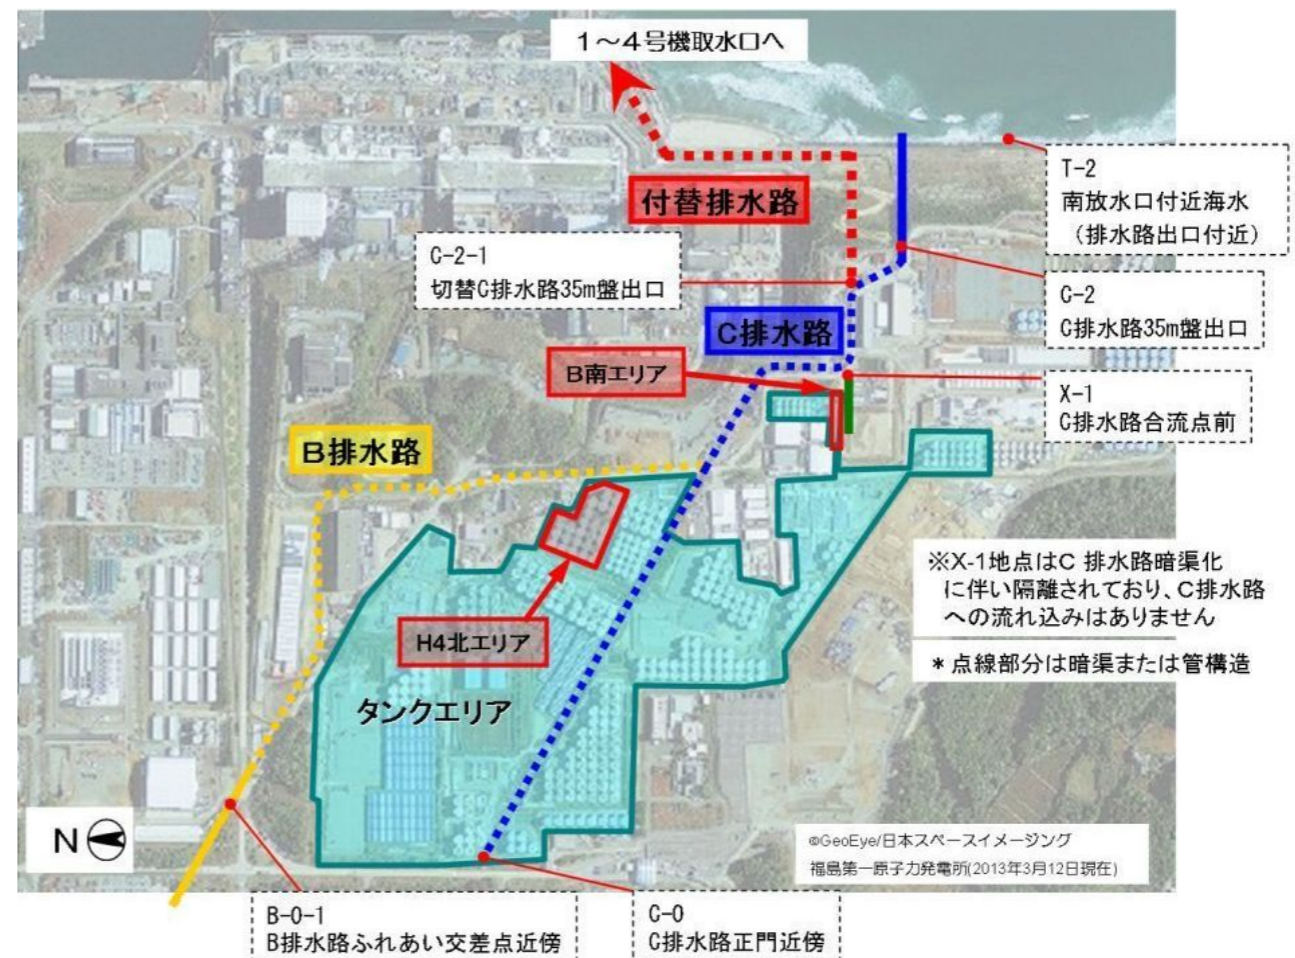 1～4号機取水口へ
付替排水路
T-2
南放水口付近海水
（排水路出口付近）
C-2-1
切替C排水路35m盤出口
C-2
C排水路35m盤出口
C排水路
B南エリア
X-1
C排水路合流点前
B排水路
※X-1地点はC 排水路暗渠化
に伴い隔離されており、C排水路
への流れ込みはありません
H4北エリア
＊点線部分は暗渠または管構造
タンクエリア
N
©GeoEye/日本スペースイメージング
福島第一原子力発電所(2013年3月12日現在)
B-0-1
B排水路ふれあい交差点近傍
C-0
C排水路正門近傍